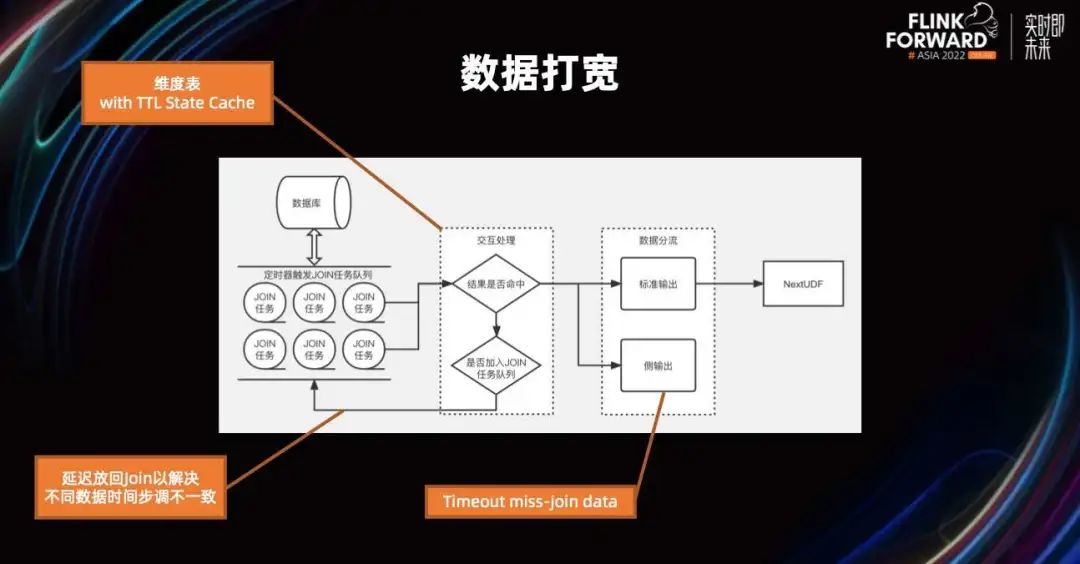 FLINK
FORWARD
# ASIA 2022
实时即
未来
数据打宽
维度表
with TTL State Cache
数据库
定时器触发JOIN任务队列
JOIN
任务
JOIN
任务
JOIN
任务
JOIN
任务
JOIN
任务
JOIN
任务
交互处理
结果是否命中
是否加入JOIN
任务队列
数据分流
标准输出
侧输出
NextUDF
延迟放回Join以解决
不同数据时间步调不一致
Timeout miss-join data